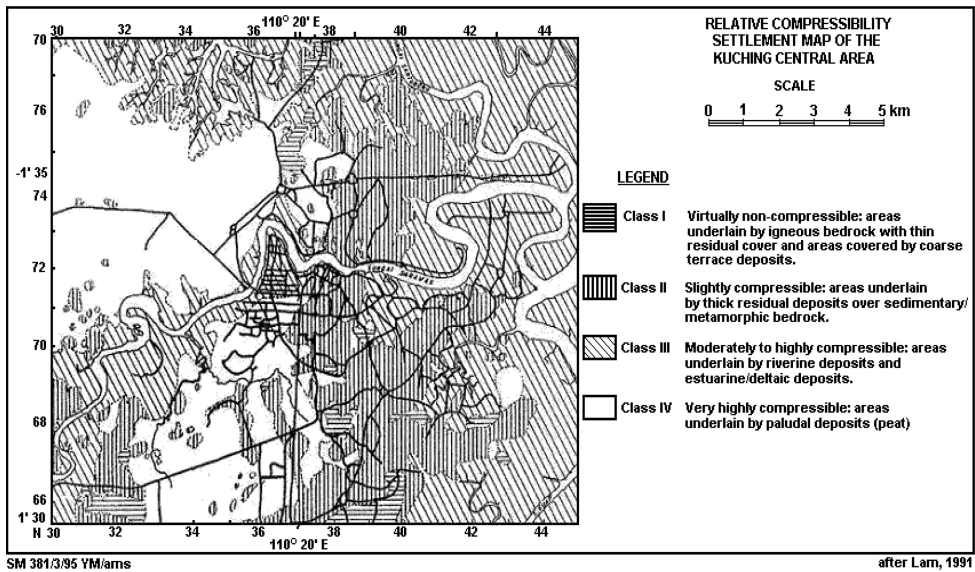 110° 20' E
30 32 34 36 38 40 42 44
70
76
-1' 35
74
72
70
68
66
1' 30
N 30 32 34 36 38 40 42 44
110° 20' E
SUNGAI SARAWAK
RELATIVE COMPRESSIBILITY
SETTLEMENT MAP OF THE
KUCHING CENTRAL AREA
SCALE
0 1 2 3 4 5 km
LEGEND
Class I Virtually non-compressible: areas
underlain by igneous bedrock with thin
residual cover and areas covered by coarse
terrace deposits.
Class II Slightly compressible: areas underlain
by thick residual deposits over sedimentary/
metamorphic bedrock.
Class III Moderately to highly compressible: areas
underlain by riverine deposits and
estuarine/deltaic deposits.
Class IV Very highly compressible: areas
underlain by paludal deposits (peat)
SM 381/3/95 YM/ams
after Lam, 1991